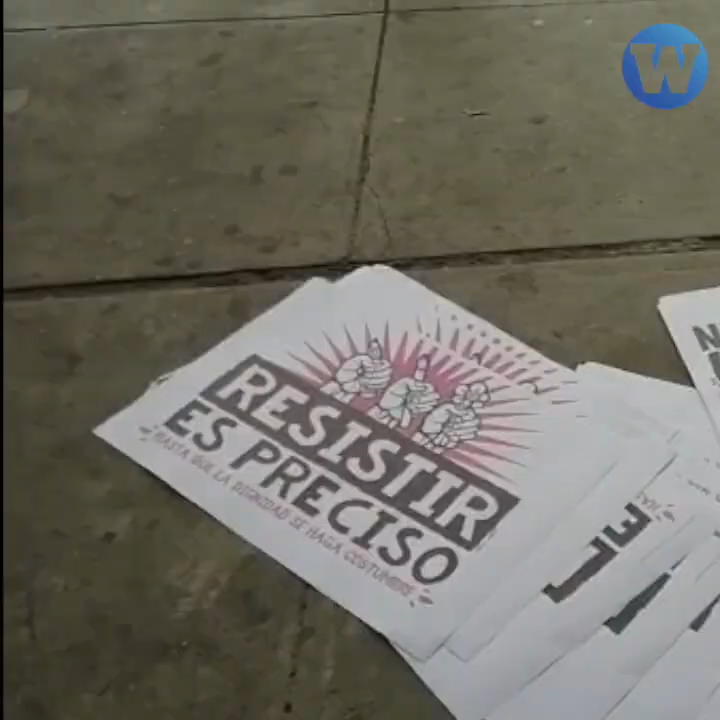 W
RESISTIR
ES PRECISO
HASTA QUE LA DIGNIDAD SE HAGA COSTUMBRE
N